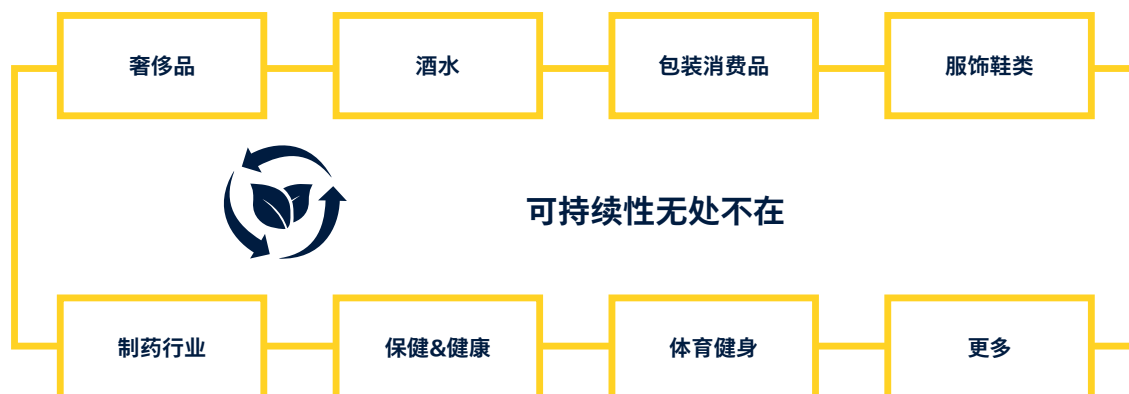 奢侈品
酒水
包装消费品
服饰鞋类
可持续性无处不在
制药行业
保健&健康
体育健身
更多